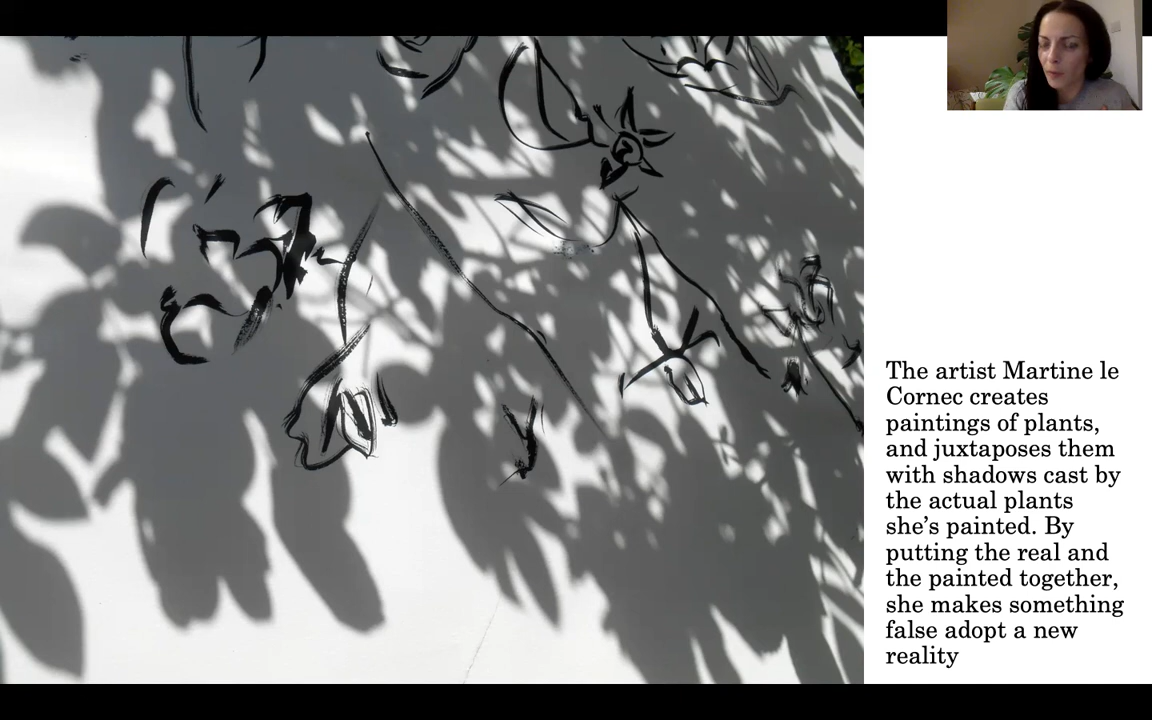 The artist Martine le
Cornec creates
paintings of plants,
and juxtaposes them
with shadows cast by
the actual plants
she’s painted. By
putting the real and
the painted together,
she makes something
false adopt a new
reality